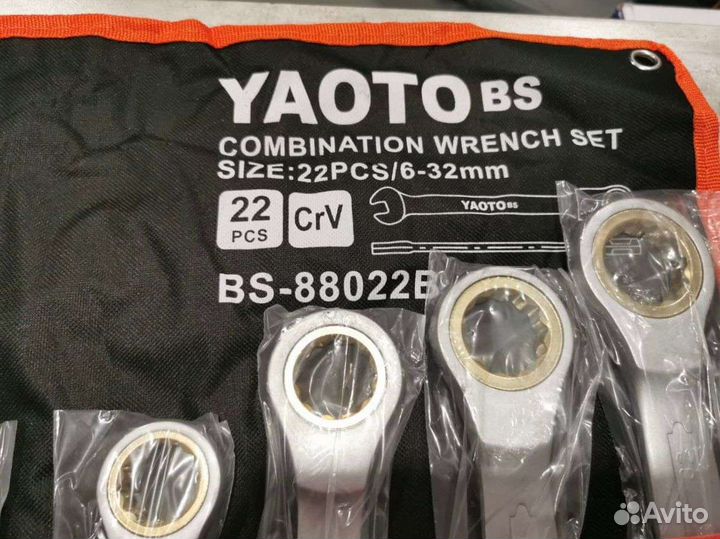 YAOTO BS
COMBINATION WRENCH SET
SIZE:22PCS/6-32mm
22
PCS
CrV
YAOTO BS
BS-88022B
Avito